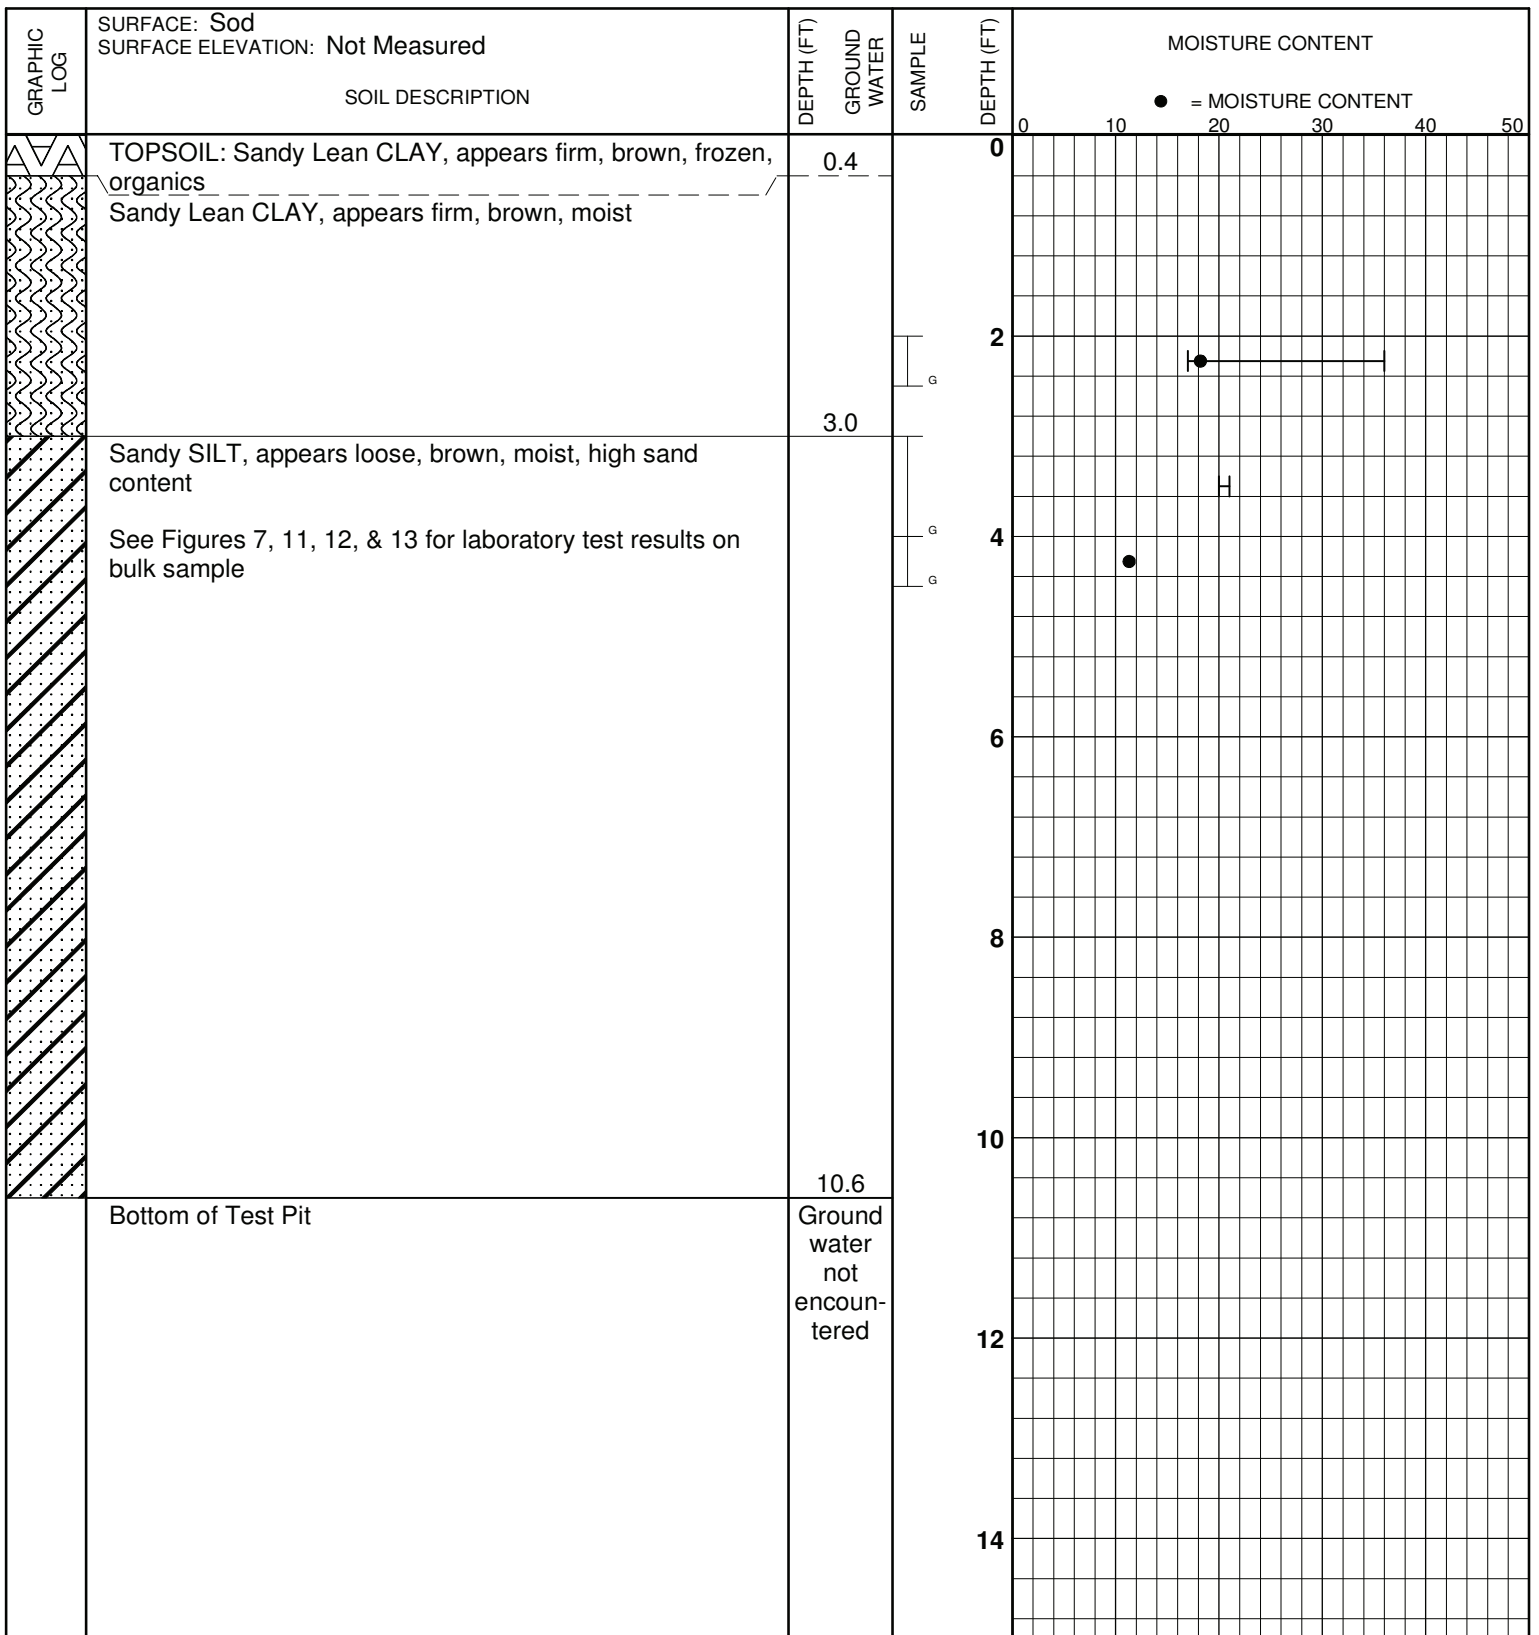 GRAPHIC
LOG
SURFACE: Sod
SURFACE ELEVATION: Not Measured
SOIL DESCRIPTION
DEPTH (FT)
GROUND
WATER
SAMPLE
DEPTH (FT)
MOISTURE CONTENT
● = MOISTURE CONTENT
0 10 20 30 40 50
TOPSOIL: Sandy Lean CLAY, appears firm, brown, frozen,
organics
0.4
0
Sandy Lean CLAY, appears firm, brown, moist
2
G
3.0
Sandy SILT, appears loose, brown, moist, high sand
content
See Figures 7, 11, 12, & 13 for laboratory test results on
bulk sample
G
4
G
6
8
10
10.6
Bottom of Test Pit
Ground
water
not
encoun-
tered
12
14